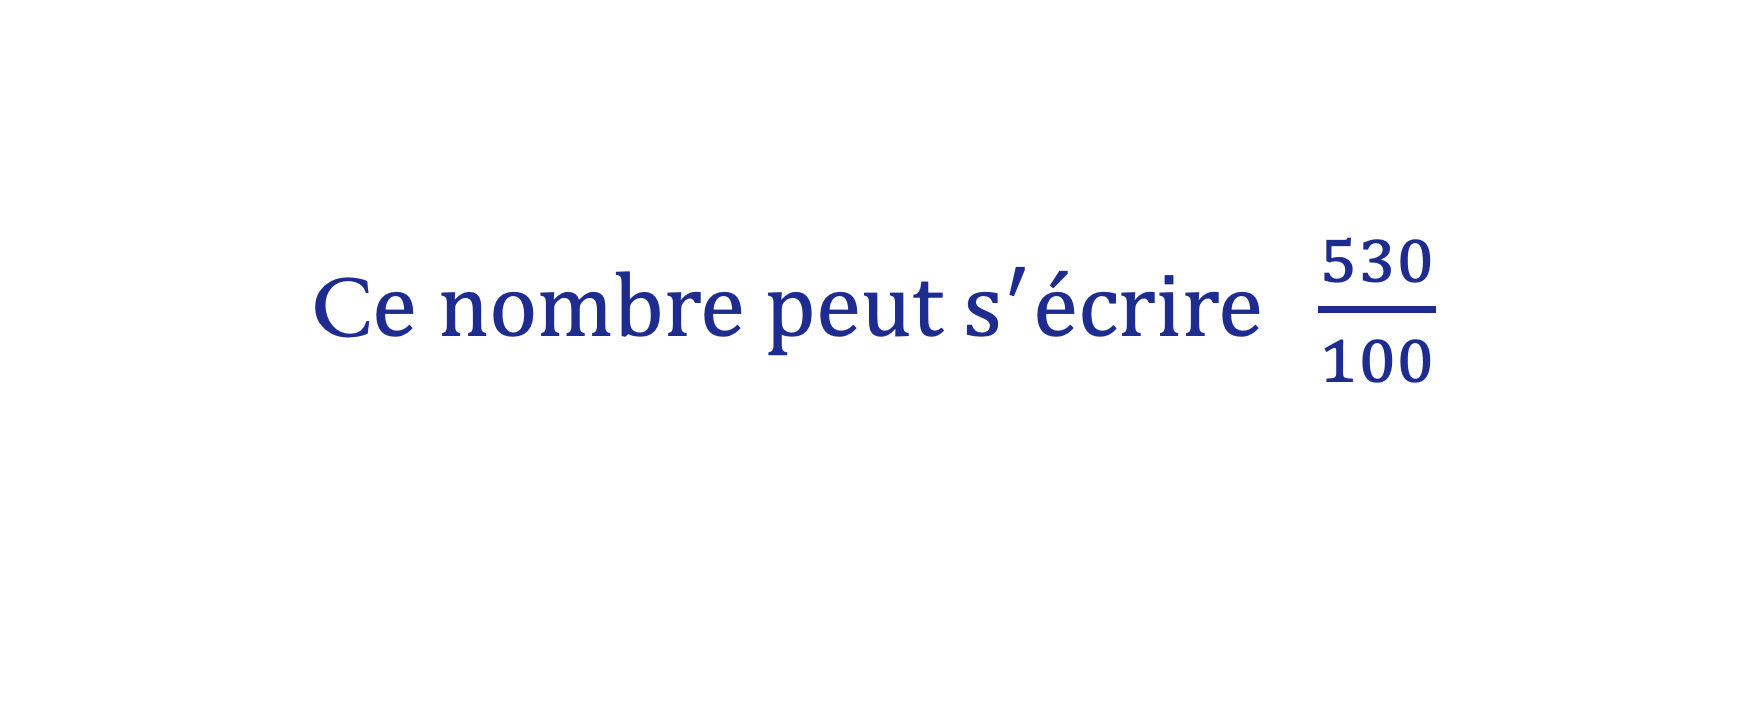 Ce nombre peut s′écrire 530/100